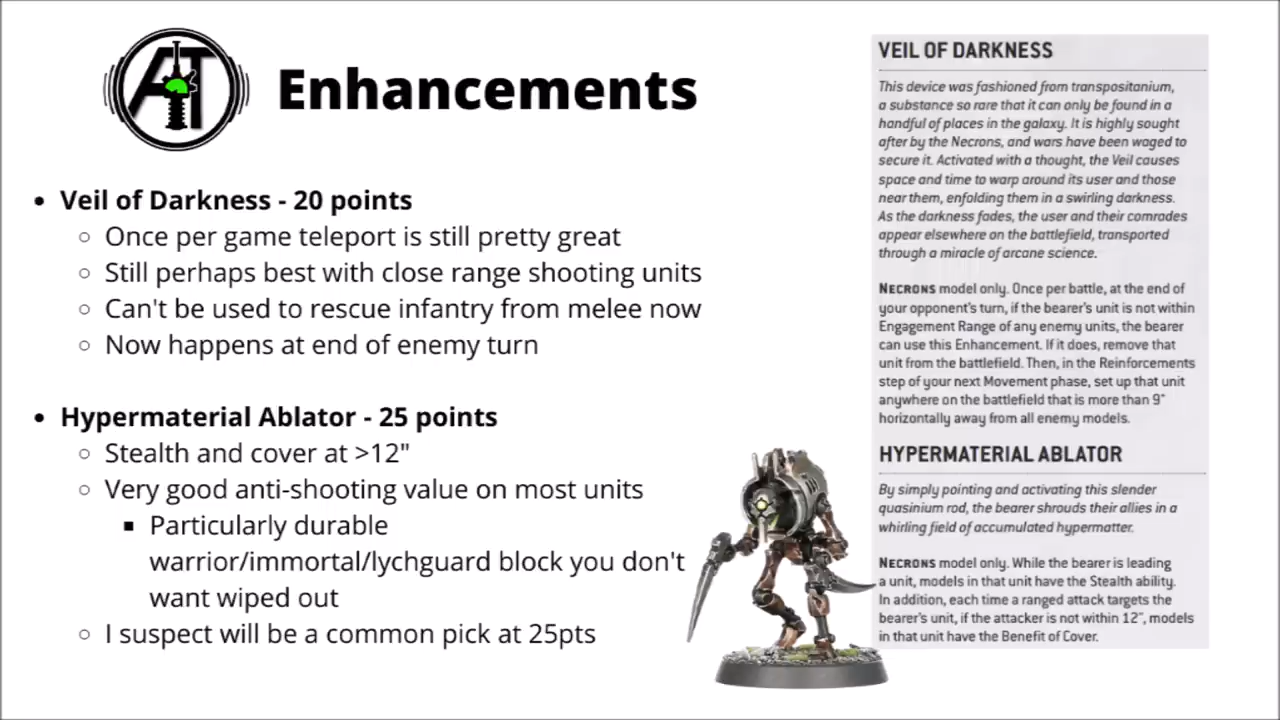 AT
Enhancements
• Veil of Darkness - 20 points
○ Once per game teleport is still pretty great
○ Still perhaps best with close range shooting units
○ Can't be used to rescue infantry from melee now
○ Now happens at end of enemy turn
• Hypermaterial Ablator - 25 points
○ Stealth and cover at >12"
○ Very good anti-shooting value on most units
▪ Particularly durable
warrior/immortal/lychguard block you don't
want wiped out
○ I suspect will be a common pick at 25pts
VEIL OF DARKNESS
This device was fashioned from transpositanium,
a substance so rare that it can only be found in a
handful of places in the galaxy. It is highly sought
after by the Necrons, and wars have been waged to
secure it. Activated with a thought, the Veil causes
space and time to warp around its user and those
near them, enfolding them in a swirling darkness.
As the darkness fades, the user and their comrades
appear elsewhere on the battlefield, transported
through a miracle of arcane science.
NECRONS model only. Once per battle, at the end of
your opponent's turn, if the bearer's unit is not within
Engagement Range of any enemy units, the bearer
can use this Enhancement. If it does, remove that
unit from the battlefield. Then, in the Reinforcements
step of your next Movement phase, set up that unit
anywhere on the battlefield that is more than 9"
horizontally away from all enemy models.
HYPERMATERIAL ABLATOR
By simply pointing and activating this slender
quasinium rod, the bearer shrouds their allies in a
whirling field of accumulated hypermatter.
NECRONS model only. While the bearer is leading
a unit, models in that unit have the Stealth ability.
In addition, each time a ranged attack targets the
bearer's unit, if the attacker is not within 12", models
in that unit have the Benefit of Cover.